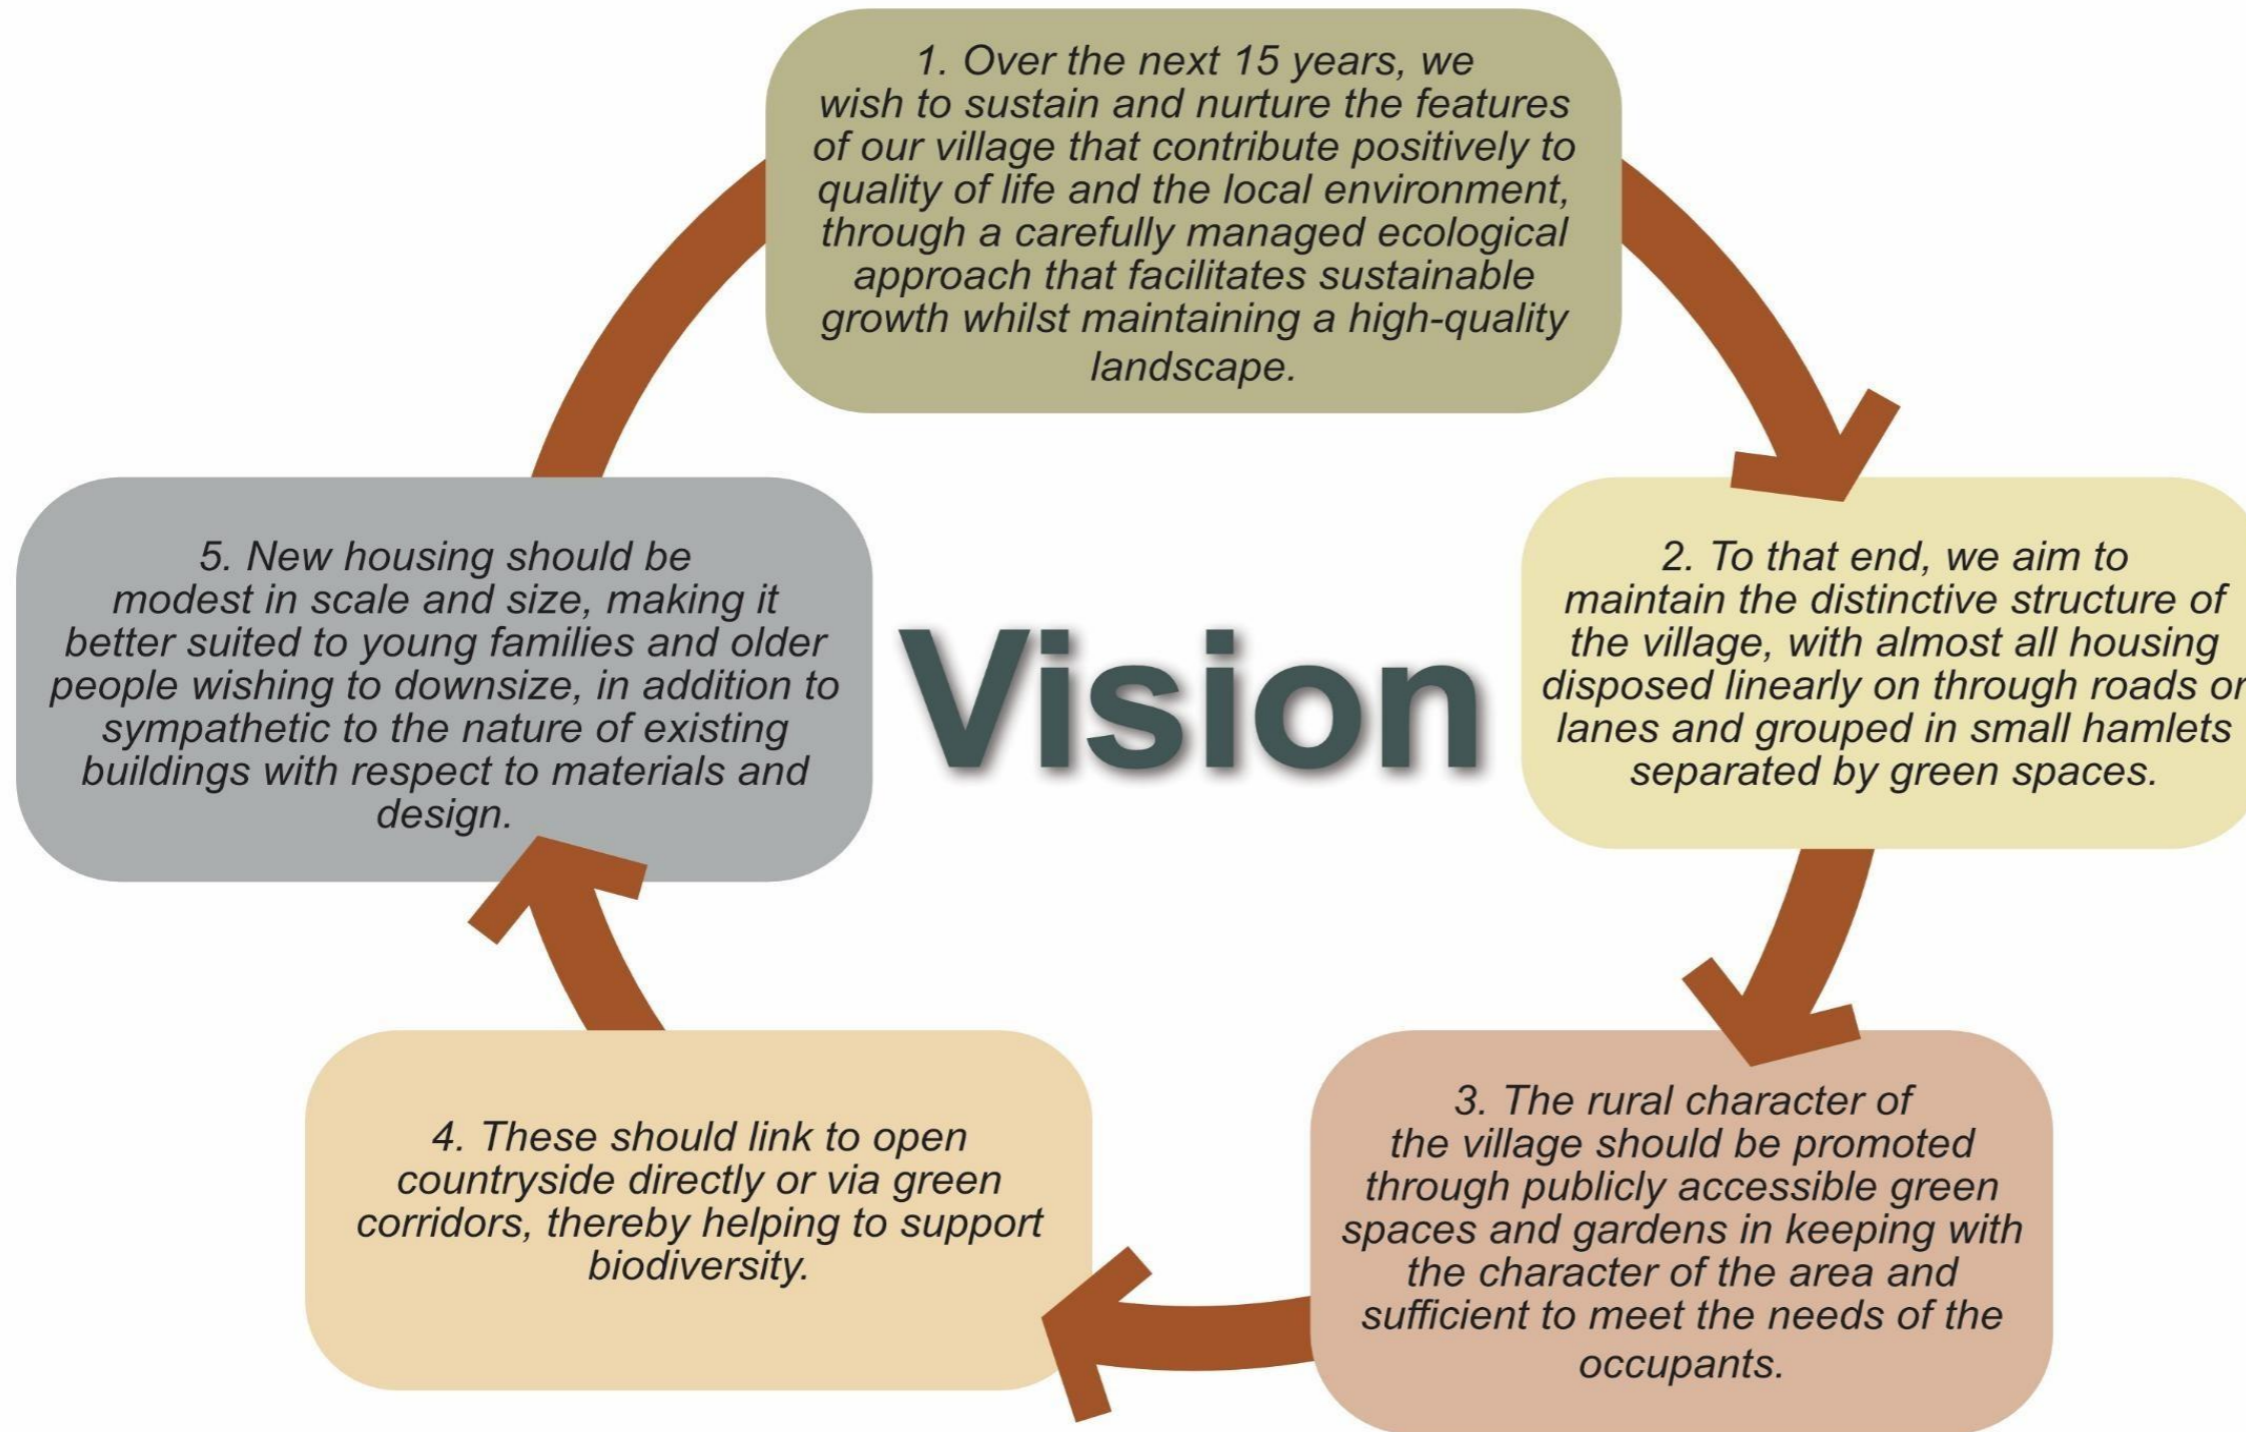 1. Over the next 15 years, we
wish to sustain and nurture the features
of our village that contribute positively to
quality of life and the local environment,
through a carefully managed ecological
approach that facilitates sustainable
growth whilst maintaining a high-quality
landscape.
2. To that end, we aim to
maintain the distinctive structure of
the village, with almost all housing
disposed linearly on through roads or
lanes and grouped in small hamlets
separated by green spaces.
3. The rural character of
the village should be promoted
through publicly accessible green
spaces and gardens in keeping with
the character of the area and
sufficient to meet the needs of the
occupants.
4. These should link to open
countryside directly or via green
corridors, thereby helping to support
biodiversity.
5. New housing should be
modest in scale and size, making it
better suited to young families and older
people wishing to downsize, in addition to
sympathetic to the nature of existing
buildings with respect to materials and
design.
Vision